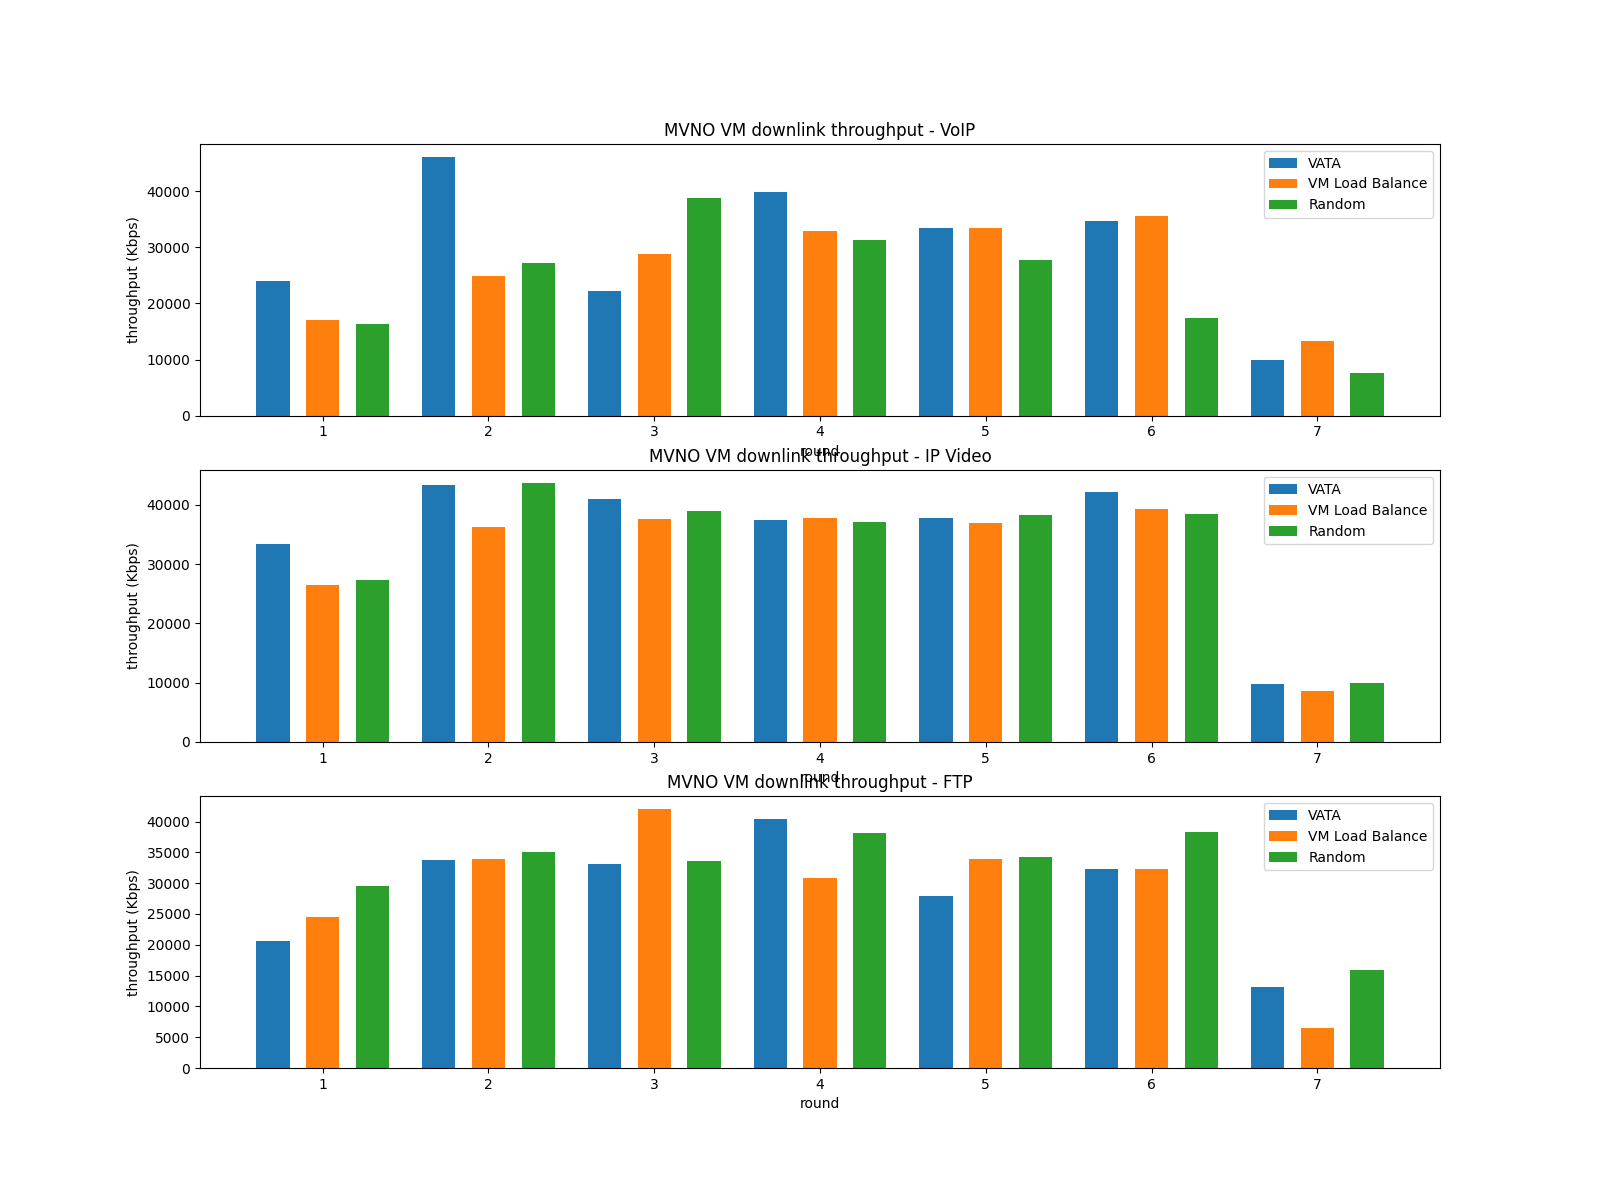 MVNO VM downlink throughput - VoIP
throughput (Kbps)
40000
30000
20000
10000
0
VATA
VM Load Balance
Random
1 2 3 4 5 6 7
round
MVNO VM downlink throughput - IP Video
throughput (Kbps)
40000
30000
20000
10000
0
VATA
VM Load Balance
Random
1 2 3 4 5 6 7
round
MVNO VM downlink throughput - FTP
throughput (Kbps)
40000
35000
30000
25000
20000
15000
10000
5000
0
VATA
VM Load Balance
Random
1 2 3 4 5 6 7
round